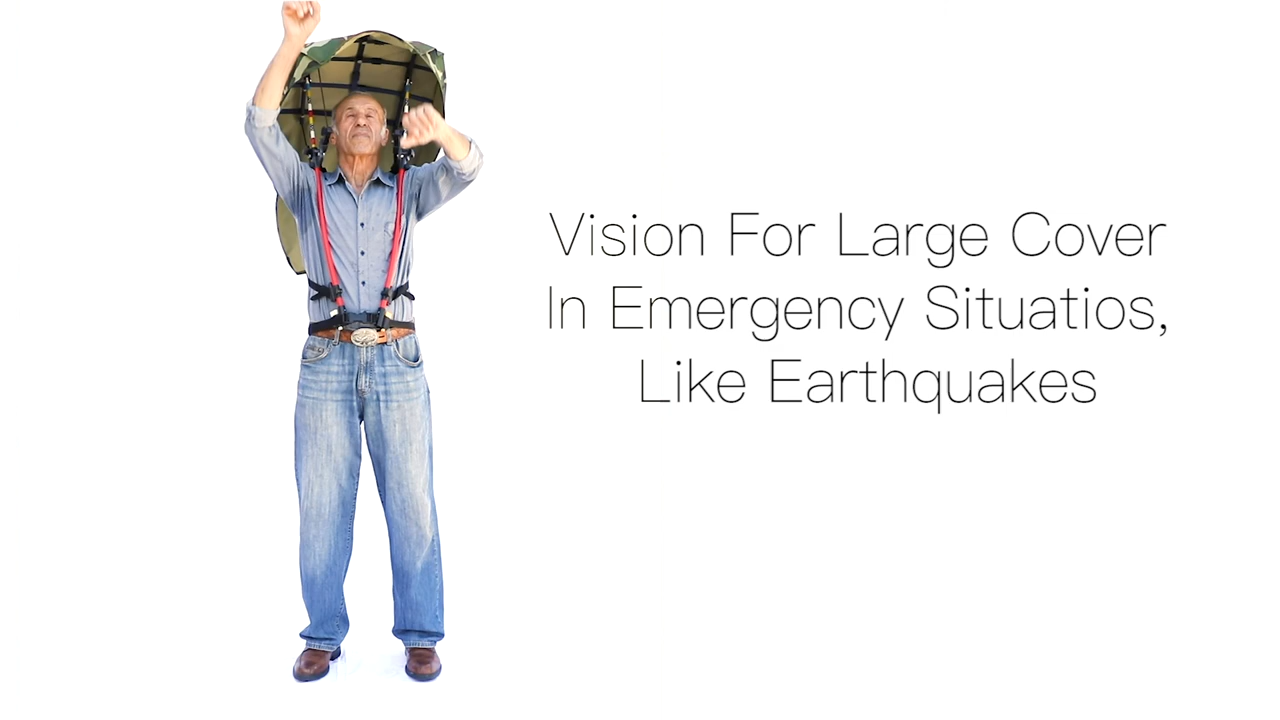 Vision For Large Cover
In Emergency Situatios,
Like Earthquakes